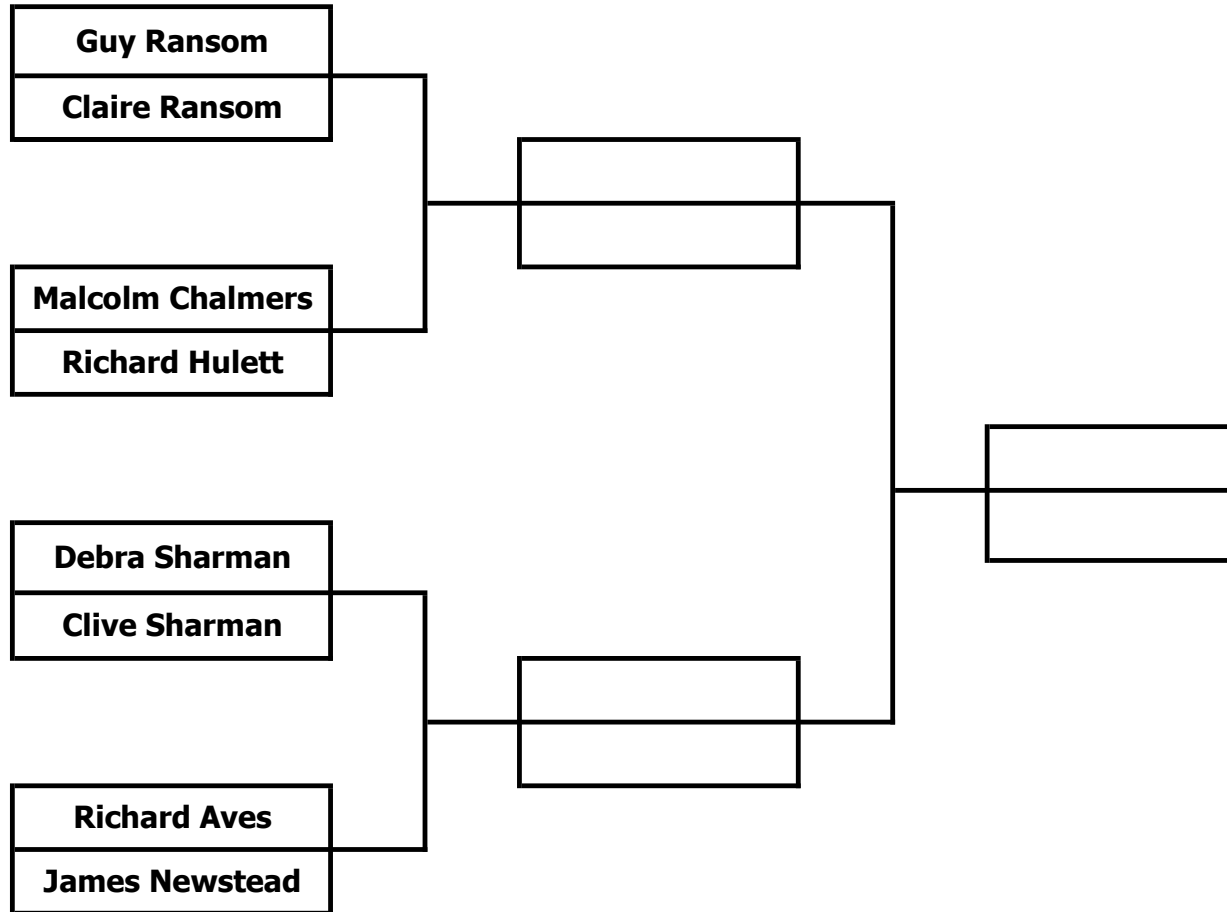 Guy Ransom
Claire Ransom
Malcolm Chalmers
Richard Hulett
Debra Sharman
Clive Sharman
Richard Aves
James Newstead